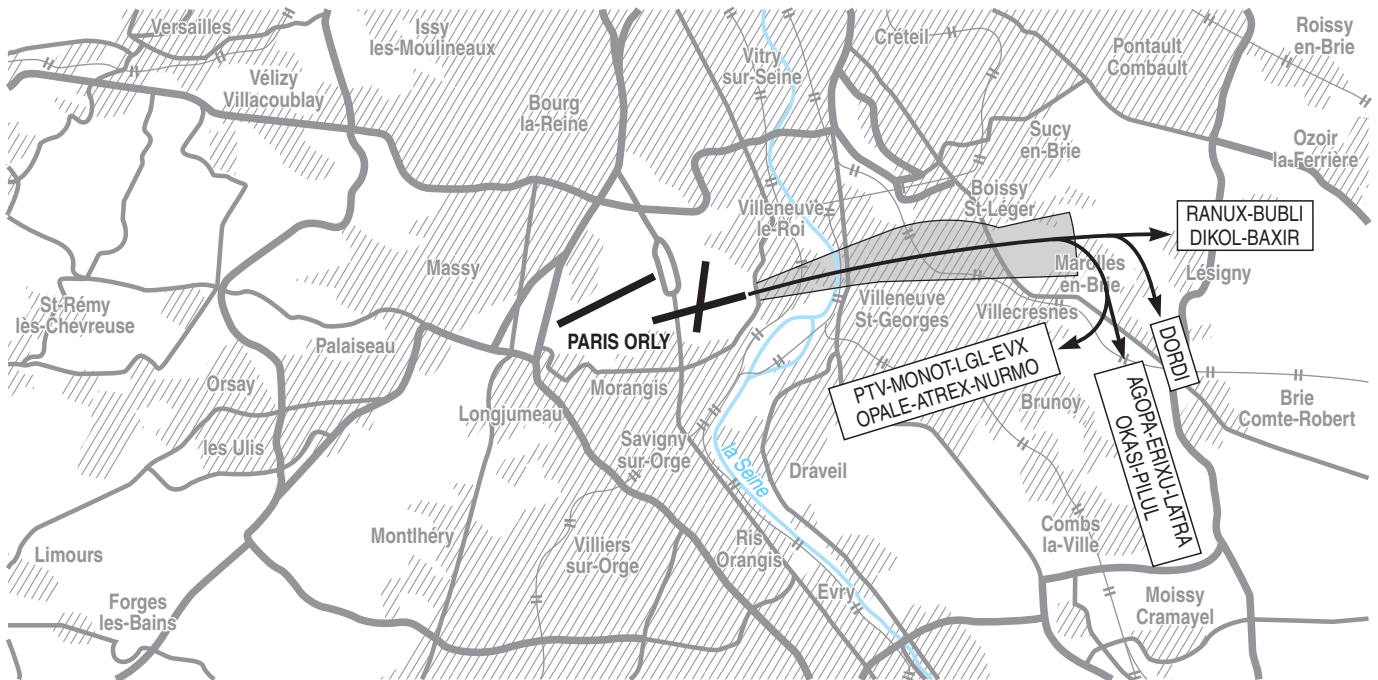 Versailles
Issy
les-Moulineaux
Vitry
sur-Seine
Créteil
Pontault
Combault
Roissy
en-Brie
Vélizy
Villacoublay
Bourg
la-Reine
Sucy
en-Brie
Ozoir
la Ferrière
Boissy
St-Léger
Villeneuve
le-Roi
RANUX-BUBLI
DIKOL-BAXIR
Massy
Marolles
en-Brie
Lésigny
St-Rémy
lès-Chevreuse
Villeneuve
St-Georges
Villecresnes
PARIS ORLY
Palaiseau
DORDI
PTV-MONOT-LGL-EVX
OPALE-ATREX-NURMO
Orsay
Morangis
Brunoy
AGOPA-ERIXU-LATRA
OKASI-PILUL
Brie
Comte-Robert
Longjumeau
les Ulis
Savigny
sur-Orge
la Seine
Draveil
Montlhéry
Limours
Villiers
sur-Orge
Ris
Orangis
Combs
la-Ville
Evry
Forges
les-Bains
Moissy
Cramayel